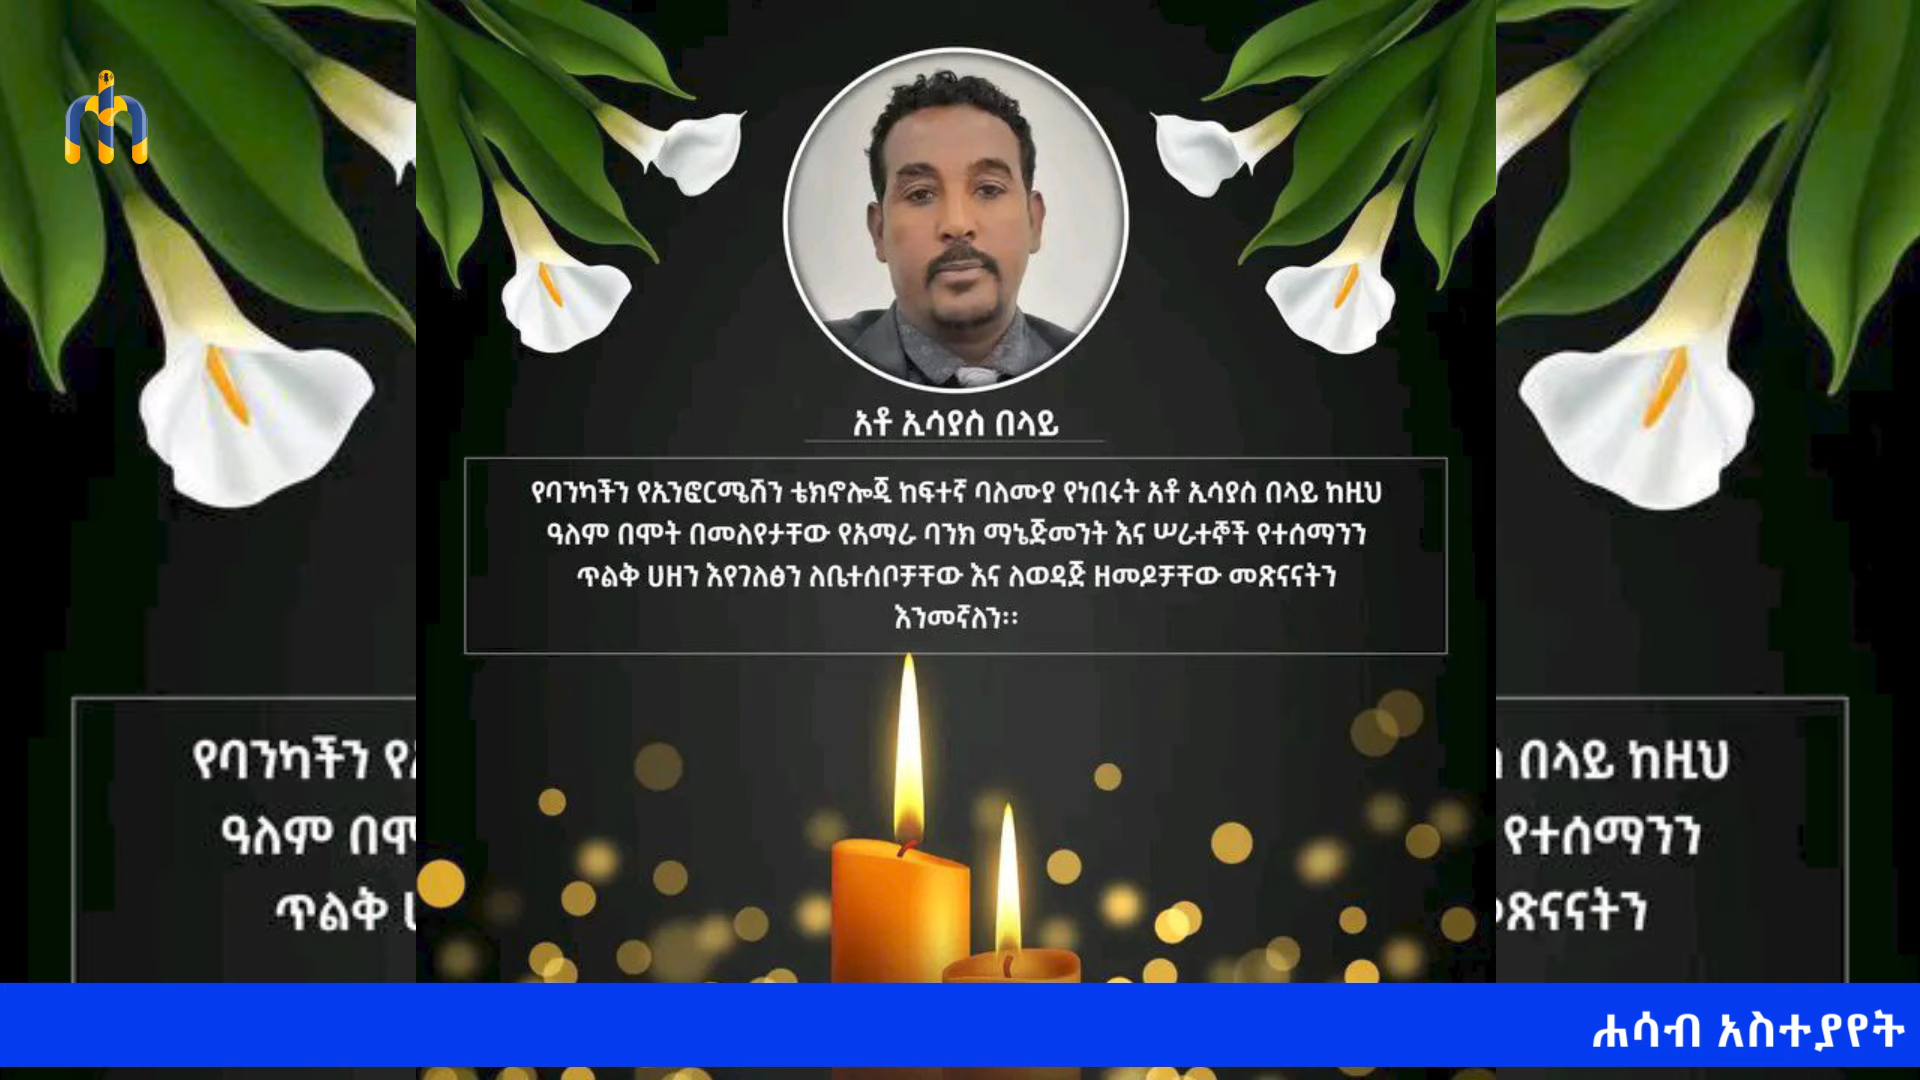 አቶ ኢሳያስ በላይ
የባንካችን የኢንፎርሜሽን ቴክኖሎጂ ከፍተኛ ባለሙያ የነበሩት አቶ ኢሳያስ በላይ ከዚህ
ዓለም በሞት በመለየታቸው የአማራ ባንክ ማኔጅመንት እና ሠራተኞች የተሰማንን
ጥልቅ ሀዘን እየገለፅን ለቤተሰቦቻቸው እና ለወዳጅ ዘመዶቻቸው መጽናናትን
እንመኛለን፡፡
የባንካችን
ዓለም
ጥልቅ
በላይ ከዚህ
የተሰማንን
ሐሳብ አስተያየት